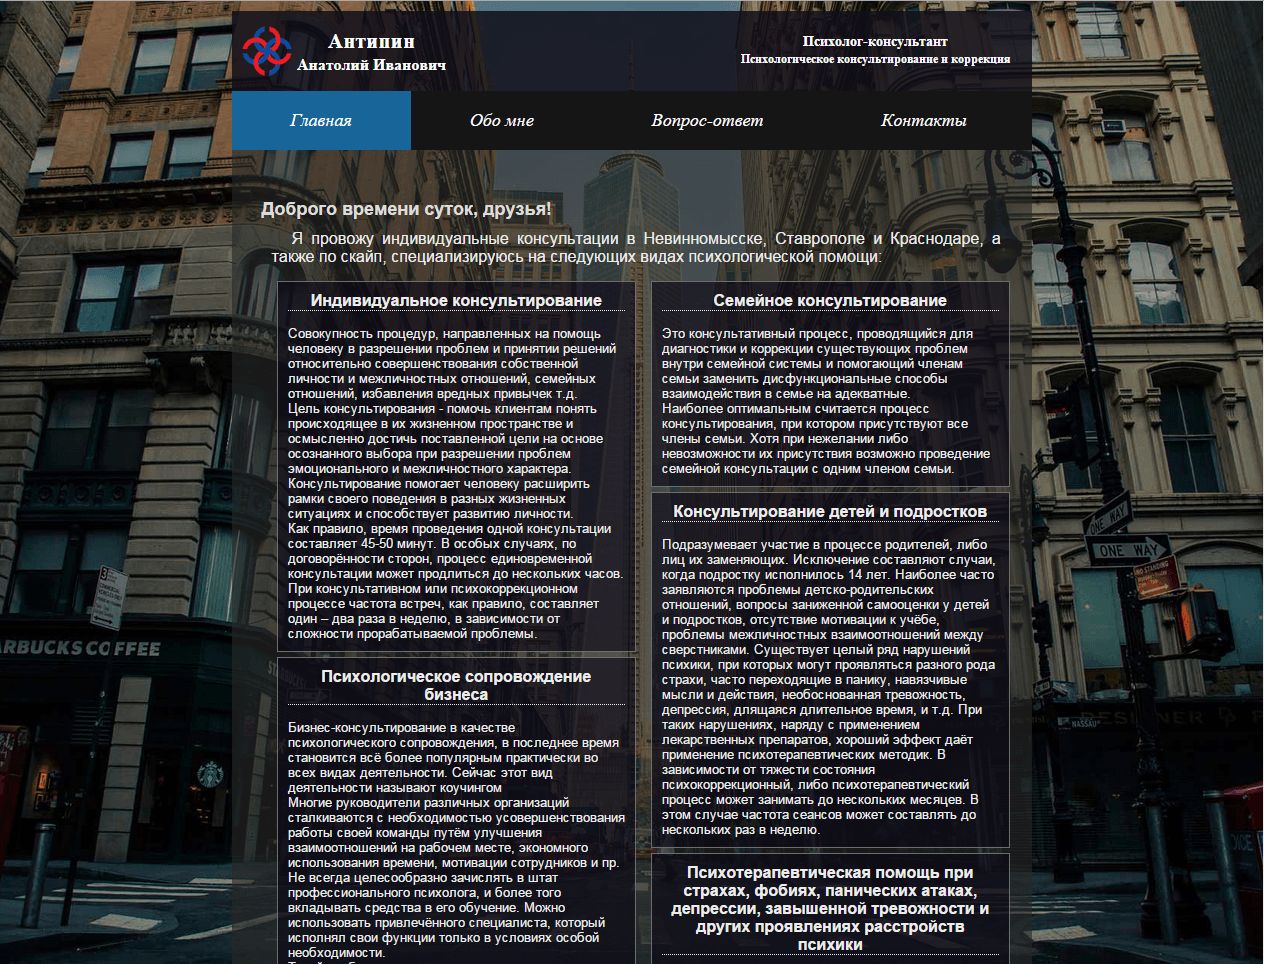 Антипин
Анатолий Иванович
Психолог-консультант
Психологическое консультирование и коррекция
Главная
Обо мне
Вопрос-ответ
Контакты
Доброго времени суток, друзья!
Я провожу индивидуальные консультации в Невинномысске, Ставрополе и Краснодаре, а
также по скайп, специализируюсь на следующих видах психологической помощи:
Индивидуальное консультирование
Совокупность процедур, направленных на помощь
человеку в разрешении проблем и принятии решений
относительно совершенствования собственной
личности и межличностных отношений, семейных
отношений, избавления вредных привычек т.д.
Цель консультирования - помочь клиентам понять
происходящее в их жизненном пространстве и
осмысленно достичь поставленной цели на основе
осознанного выбора при разрешении проблем
эмоционального и межличностного характера.
Консультирование помогает человеку расширить
рамки своего поведения в разных жизненных
ситуациях и способствует развитию личности.
Как правило, время проведения одной консультации
составляет 45-50 минут. В особых случаях, по
договорённости сторон, процесс единовременной
консультации может продлиться до нескольких часов.
При консультативном или психокоррекционном
процессе частота встреч, как правило, составляет
один – два раза в неделю, в зависимости от
сложности прорабатываемой проблемы.
Психологическое сопровождение
бизнеса
Бизнес-консультирование в качестве
психологического сопровождения, в последнее время
становится всё более популярным практически во
всех видах деятельности. Сейчас этот вид
деятельности называют коучингом
Многие руководители различных организаций
сталкиваются с необходимостью усовершенствования
работы своей команды путём улучшения
взаимоотношений на рабочем месте, экономного
использования времени, мотивации сотрудников и пр.
Не всегда целесообразно зачислять в штат
профессионального психолога, и более того
вкладывать средства в его обучение. Можно
использовать привлечённого специалиста, который
исполнял свои функции только в условиях особой
необходимости.
Семейное консультирование
Это консультативный процесс, проводящийся для
диагностики и коррекции существующих проблем
внутри семейной системы и помогающий членам
семьи заменить дисфункциональные способы
взаимодействия в семье на адекватные.
Наиболее оптимальным считается процесс
консультирования, при котором присутствуют все
члены семьи. Хотя при нежелании либо
невозможности их присутствия возможно проведение
семейной консультации с одним членом семьи.
Консультирование детей и подростков
Подразумевает участие в процессе родителей, либо
лиц их заменяющих. Исключение составляют случаи,
когда подростку исполнилось 14 лет. Наиболее часто
заявляются проблемы детско-родительских
отношений, вопросы заниженной самооценки у детей
и подростков, отсутствие мотивации к учёбе,
проблемы межличностных взаимоотношений между
сверстниками. Существует целый ряд нарушений
психики, при которых могут проявляться разного рода
страхи, часто переходящие в панику, навязчивые
мысли и действия, необоснованная тревожность,
депрессия, длящаяся длительное время, и т.д. При
таких нарушениях, наряду с применением
лекарственных препаратов, хороший эффект даёт
применение психотерапевтических методик. В
зависимости от тяжести состояния
психокоррекционный, либо психотерапевтический
процесс может занимать до нескольких месяцев. В
этом случае частота сеансов может составлять до
нескольких раз в неделю.
Психотерапевтическая помощь при
страхах, фобиях, панических атаках,
депрессии, завышенной тревожности и
других проявлениях расстройств
психики
ARBUCKS COFFEE
ONE WAY
ONE WAY
NO STANDING
NASSAU